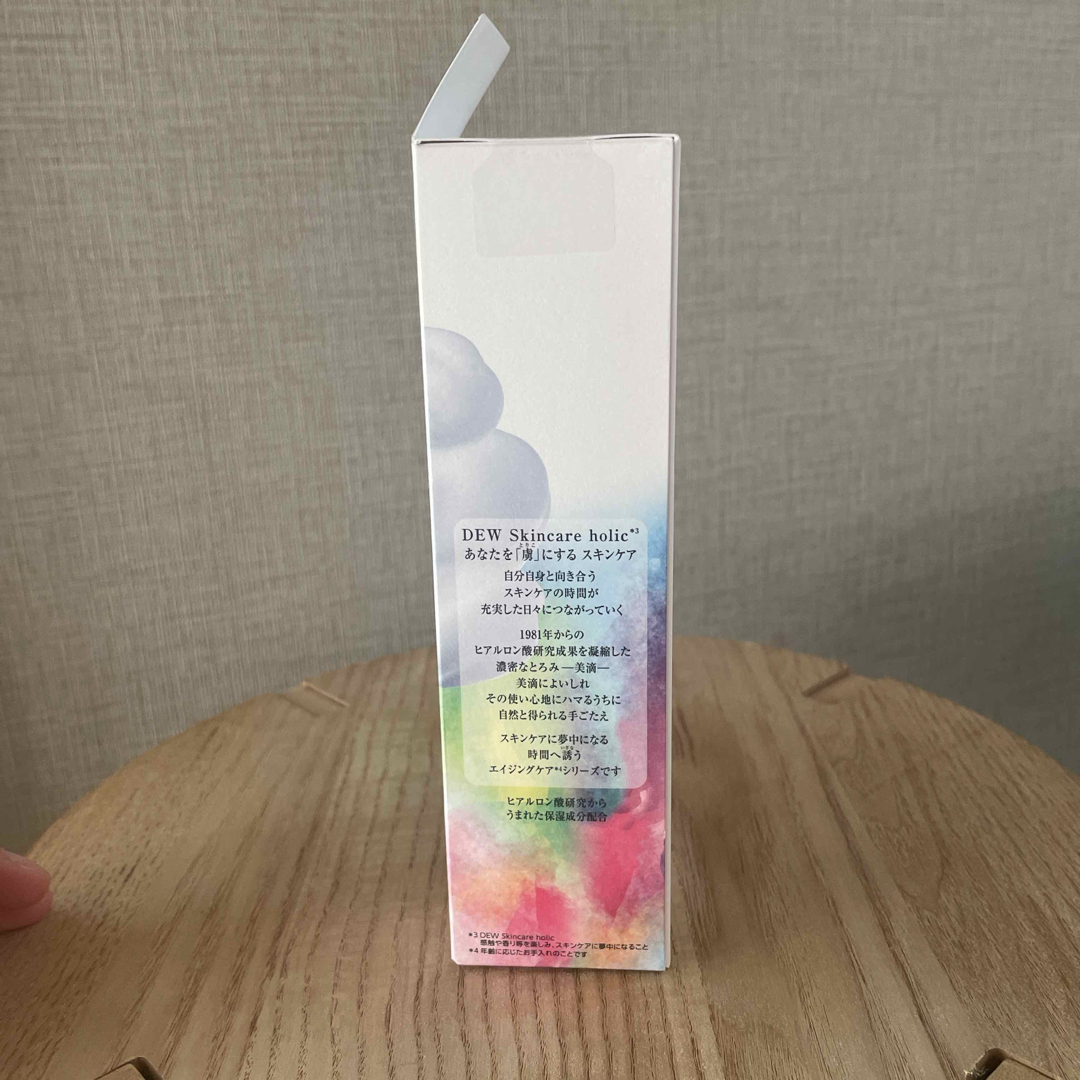 DEW Skincare holic*3
よりこ
あなたを「虜」にする スキンケア
自分自身と向き合う
スキンケアの時間が
充実した日々につながっていく
1981年からの
ヒアルロン酸研究成果を凝縮した
濃密なとろみ ―美滴―
美滴によいしれ
その使い心地にハマるうちに
自然と得られる手ごたえ
スキンケアに夢中になる
いざな
時間へ誘う
エイジングケア*4シリーズです
ヒアルロン酸研究から
うまれた保湿成分配合
*3 DEW Skincare holic
感触や香り等を楽しみ、スキンケアに夢中になること
*4 年齢に応じたお手入れのことです